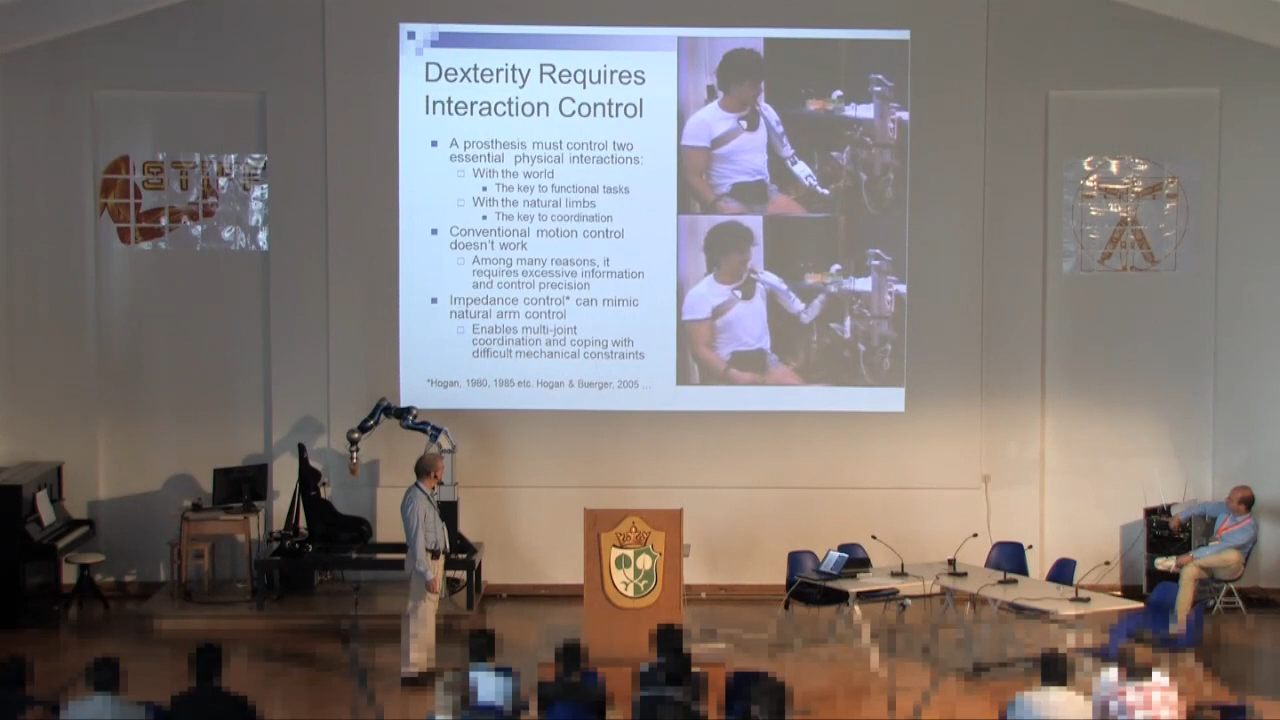 STIFF
Dexterity Requires
Interaction Control
A prosthesis must control two
essential physical interactions:
With the world
The key to functional tasks
With the natural limbs
The key to coordination
Conventional motion control
doesn't work
Among many reasons, it
requires excessive information
and control precision
Impedance control* can mimic
natural arm control
Enables multi-joint
coordination and coping with
difficult mechanical constraints
*Hogan, 1980, 1985 etc. Hogan & Buerger, 2005 ...